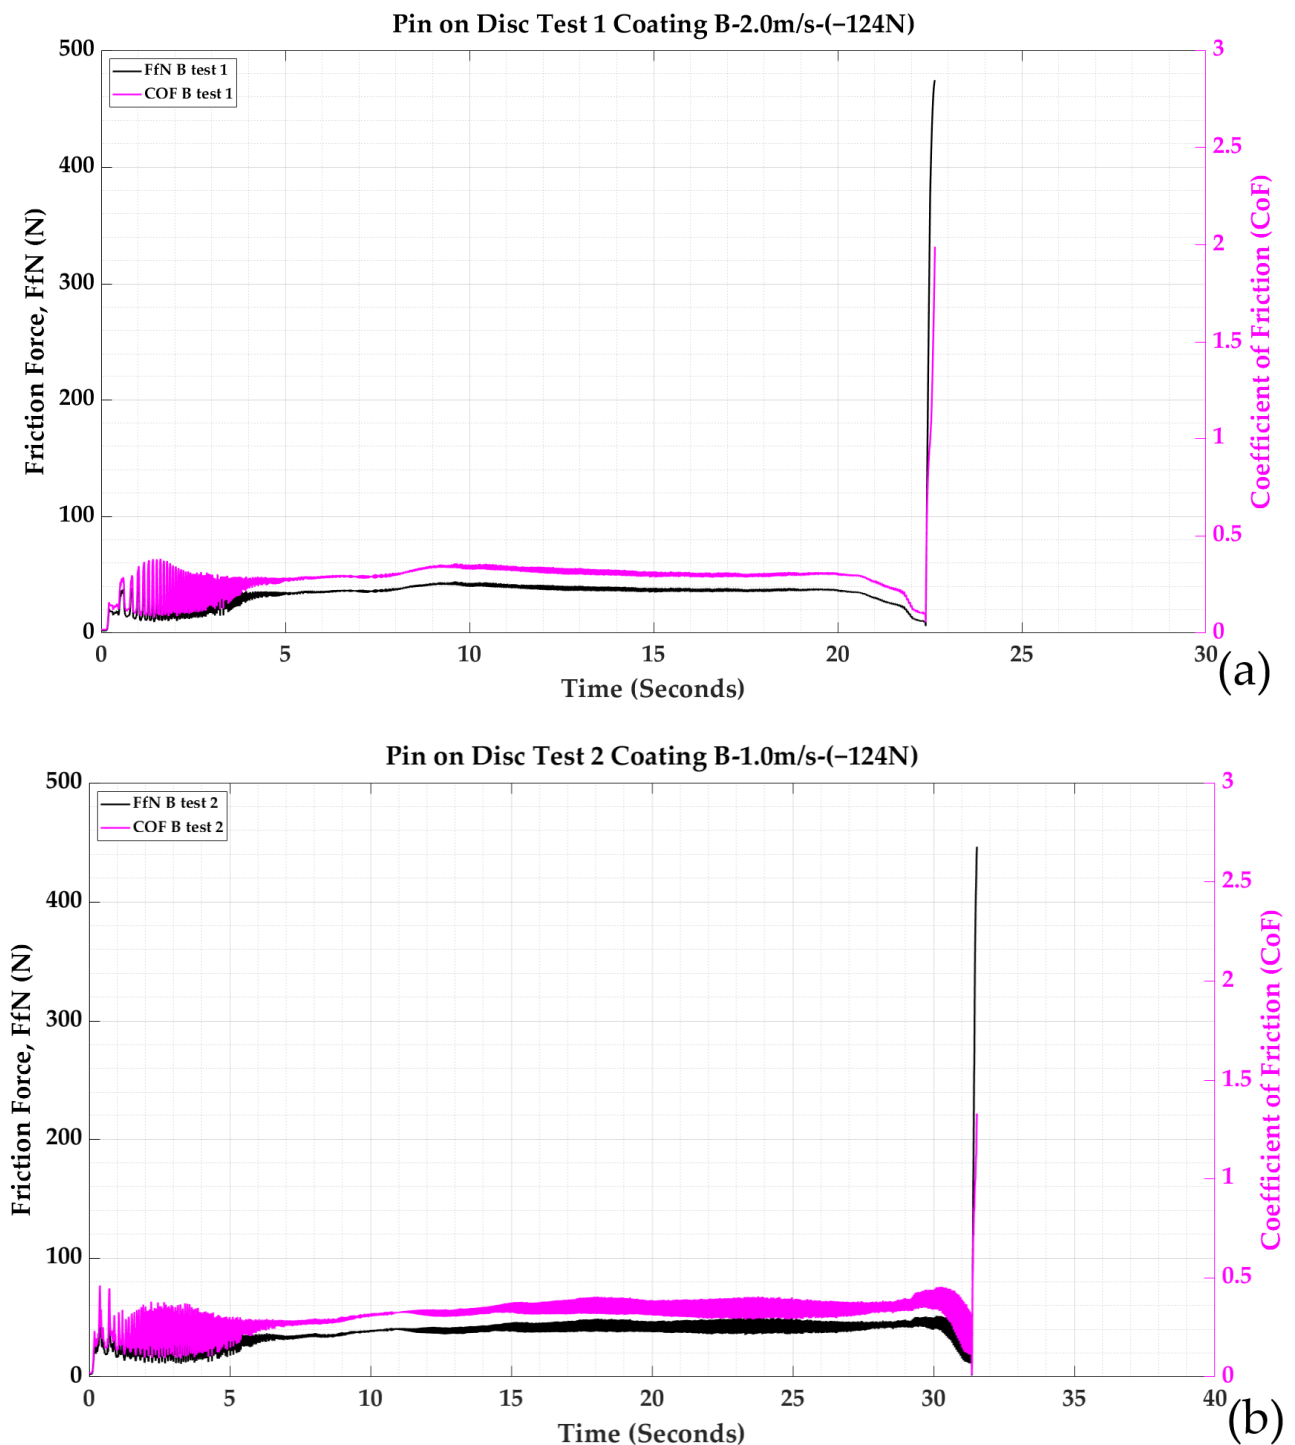 Pin on Disc Test 1 Coating B-2.0m/s-(−124N)
500
400
300
200
100
0
Friction Force, FfN (N)
FfN B test 1
COF B test 1
3
2.5
2
1.5
1
0.5
0
Coefficient of Friction (CoF)
0 5 10 15 20 25 30
Time (Seconds)
(a)
Pin on Disc Test 2 Coating B-1.0m/s-(−124N)
500
400
300
200
100
0
Friction Force, FfN (N)
FfN B test 2
COF B test 2
3
2.5
2
1.5
1
0.5
0
Coefficient of Friction (CoF)
0 5 10 15 20 25 30 35 40
Time (Seconds)
(b)